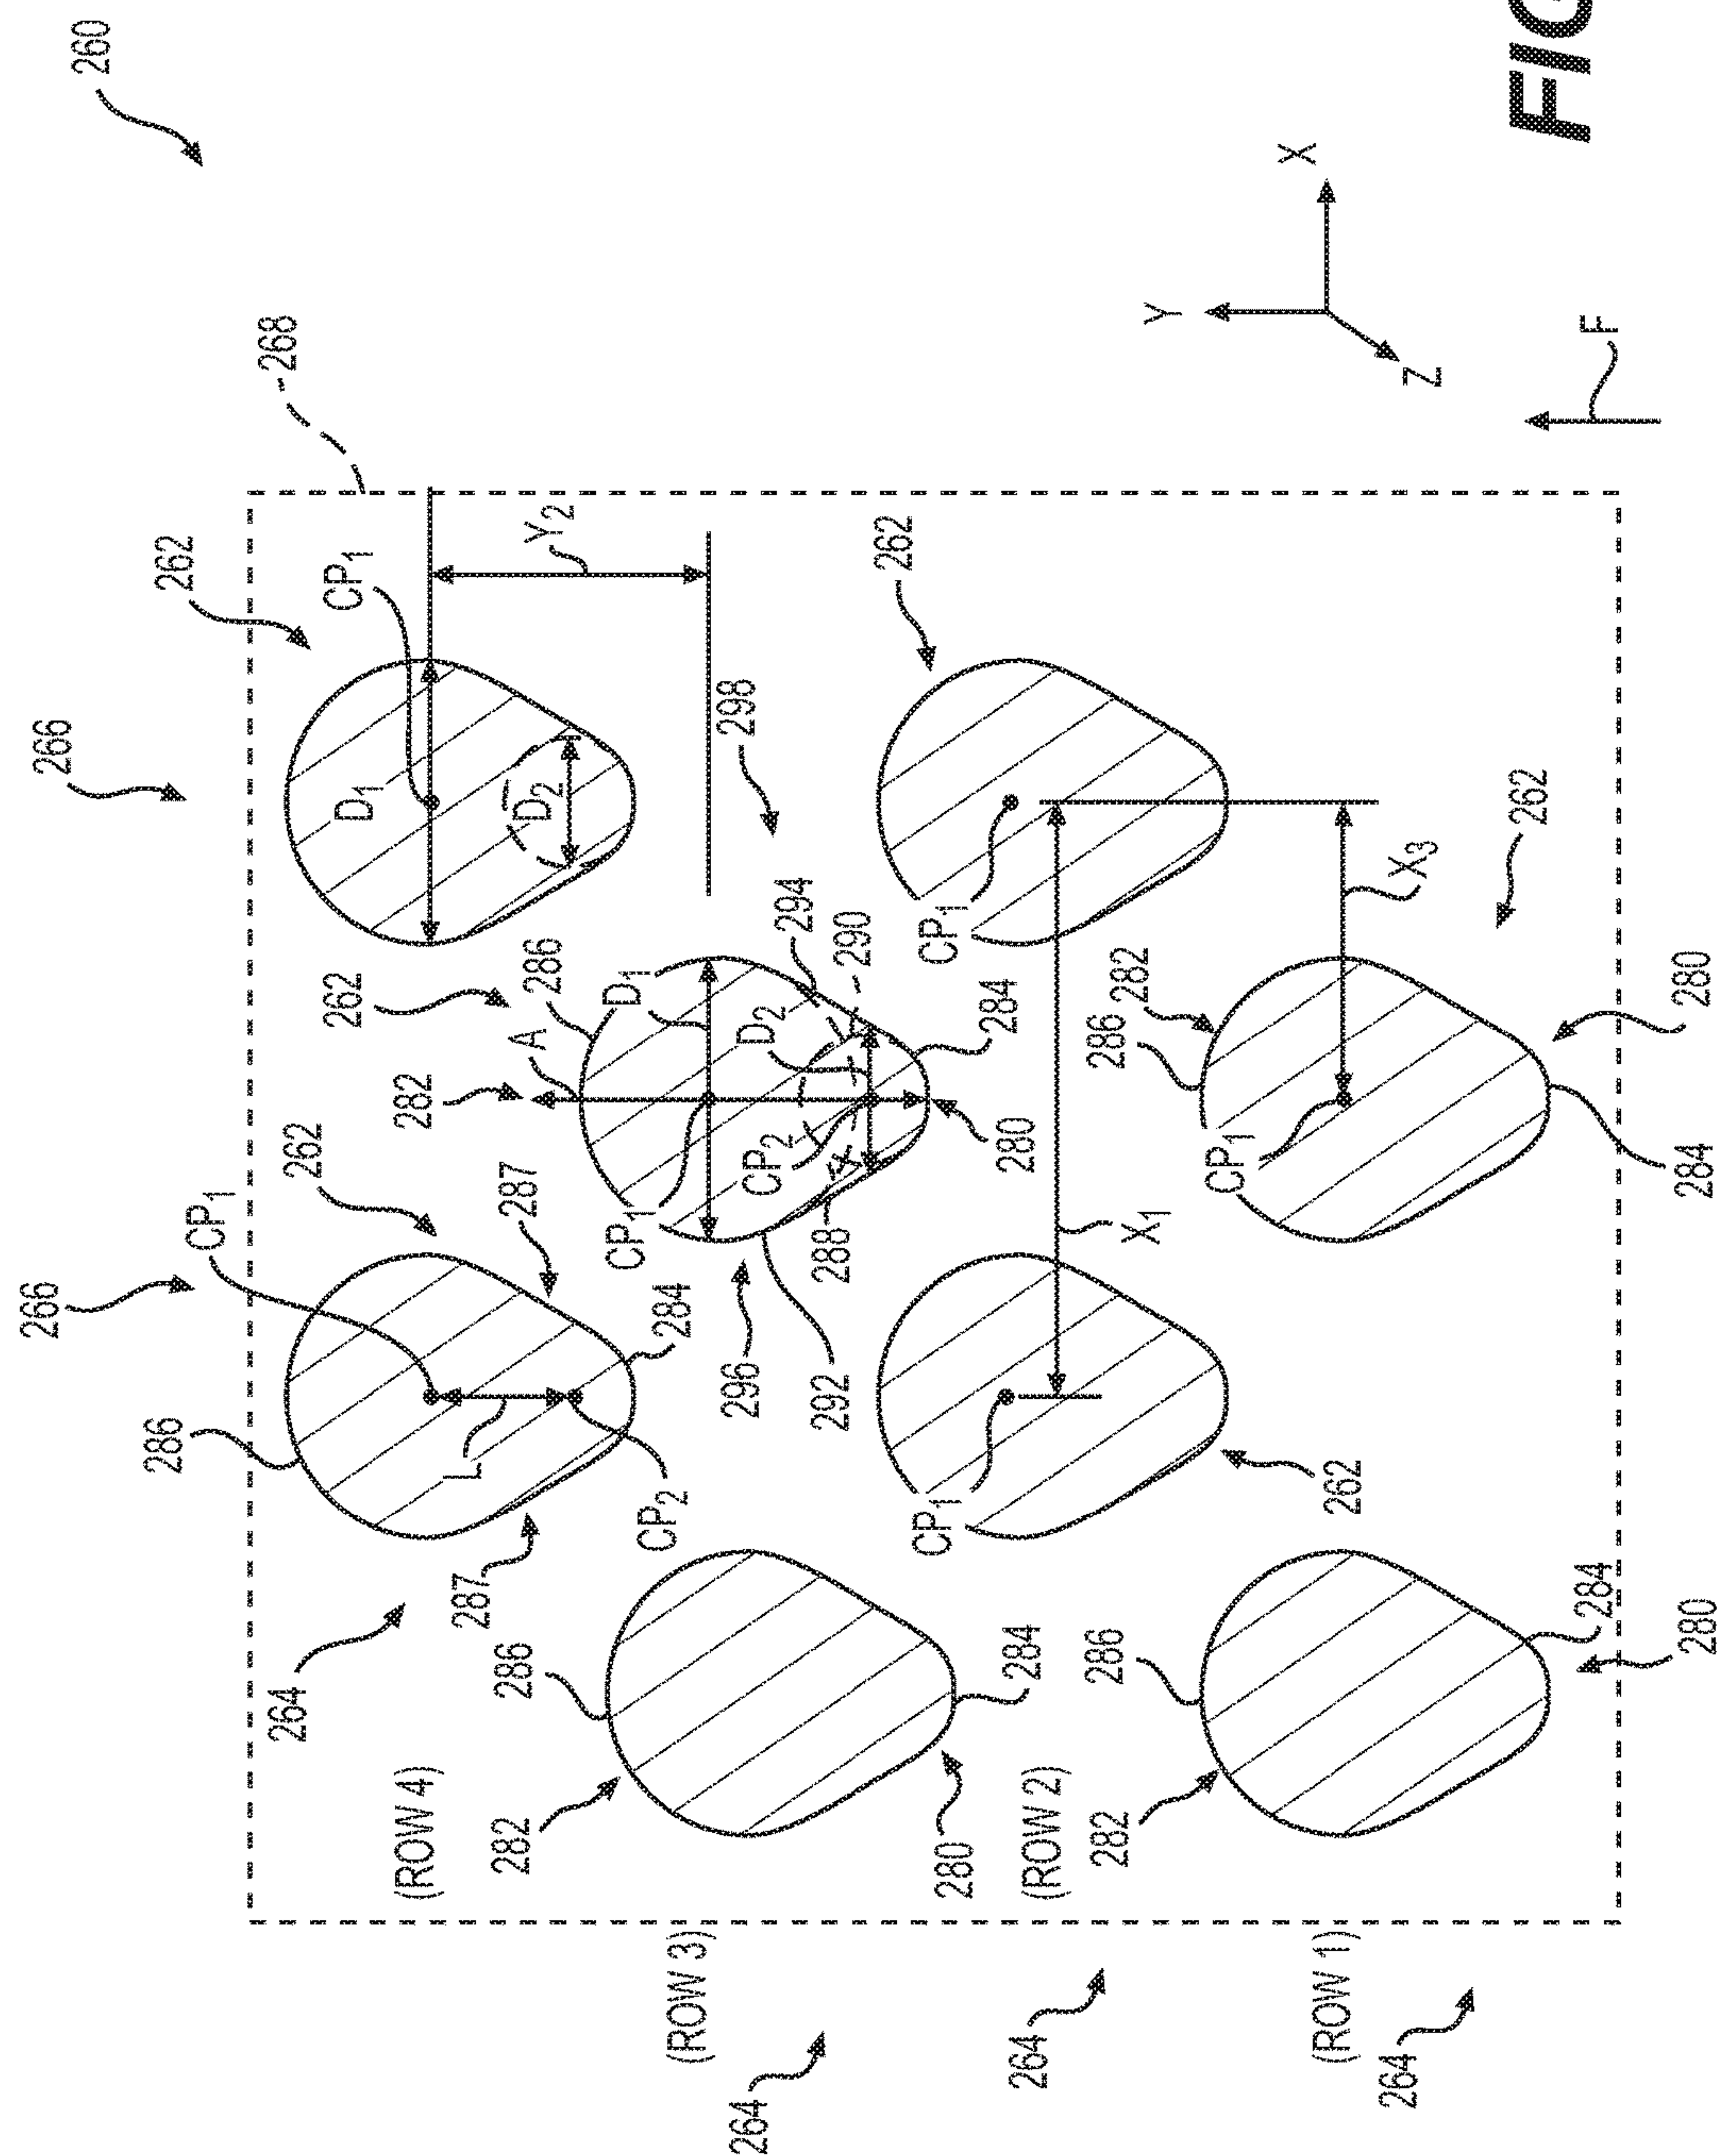 260
266
266
268
262
CP₁
262
CP₁
286
D₁
D₂
Y₂
264
287
287
L
284
CP₂
282
A
262
286
D₁
298
(ROW 4)
282
286
CP₁
296
292
288
CP₂
D₂
294
290
284
280
262
(ROW 3)
264
280
284
CP₁
CP₁
262
X₁
(ROW 2)
264
282
286
286
282
CP₁
X₃
262
(ROW 1)
264
284
280
284
280
Y
X
Z
F
FIG